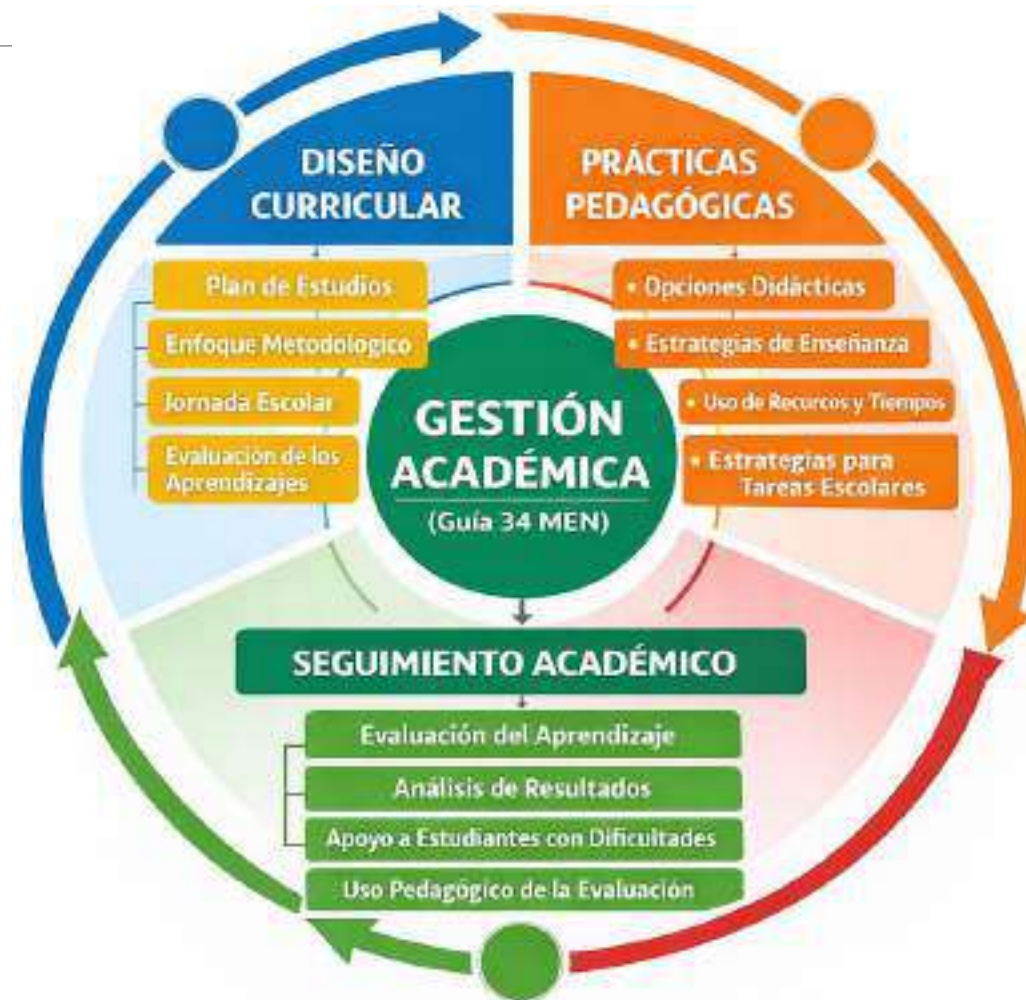 DISEÑO
CURRICULAR
Plan de Estudios
Enfoque Metodológico
Jornada Escolar
Evaluación de los
Aprendizajes
PRÁCTICAS
PEDAGÓGICAS
• Opciones Didácticas
• Estrategias de Enseñanza
• Uso de Recurcos y Tiempos
• Estrategias para
Tareas Escolares
GESTIÓN
ACADÉMICA
(Guía 34 MEN)
SEGUIMIENTO ACADÉMICO
Evaluación del Aprendizaje
Análisis de Resultados
Apoyo a Estudiantes con Dificultades
Uso Pedagógico de la Evaluación